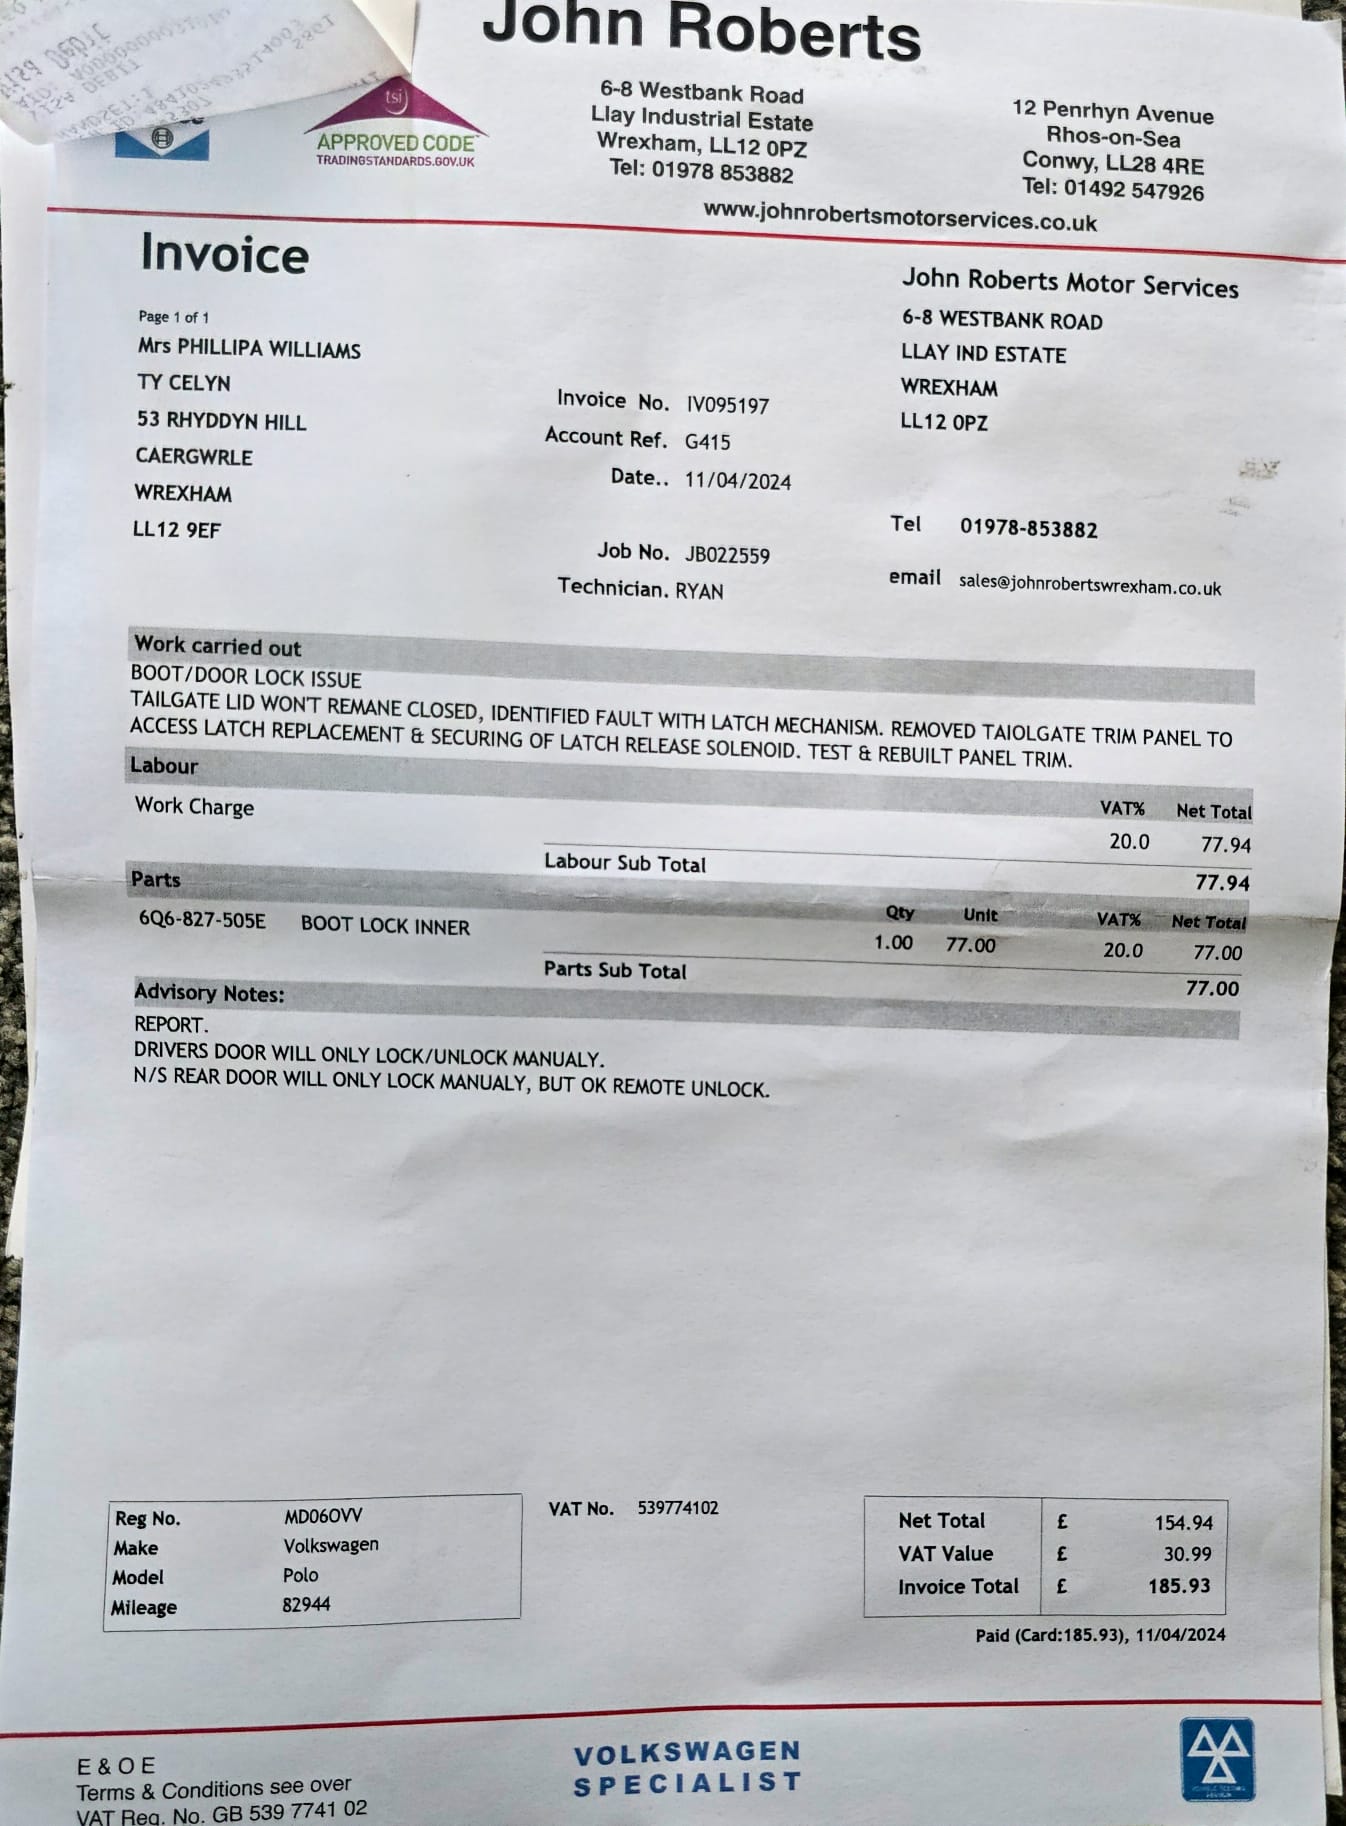 John Roberts
6-8 Westbank Road
Llay Industrial Estate
Wrexham, LL12 0PZ
Tel: 01978 853882
12 Penrhyn Avenue
Rhos-on-Sea
Conwy, LL28 4RE
Tel: 01492 547926
www.johnrobertsmotorservices.co.uk
VISA DEBIT
tsi
APPROVED CODE
TRADINGSTANDARDS.GOV.UK
Invoice
Page 1 of 1
Mrs PHILLIPA WILLIAMS
TY CELYN
53 RHYDDYN HILL
CAERGWRLE
WREXHAM
LL12 9EF
Invoice No. IV095197
Account Ref. G415
Date.. 11/04/2024
Job No. JB022559
Technician. RYAN
John Roberts Motor Services
6-8 WESTBANK ROAD
LLAY IND ESTATE
WREXHAM
LL12 0PZ
Tel 01978-853882
email sales@johnrobertswrexham.co.uk
Work carried out
BOOT/DOOR LOCK ISSUE
TAILGATE LID WON'T REMANE CLOSED, IDENTIFIED FAULT WITH LATCH MECHANISM. REMOVED TAIOLGATE TRIM PANEL TO
ACCESS LATCH REPLACEMENT & SECURING OF LATCH RELEASE SOLENOID. TEST & REBUILT PANEL TRIM.
Labour VAT% Net Total
Work Charge 20.0 77.94
Labour Sub Total 77.94
Parts Qty Unit VAT% Net Total
6Q6-827-505E BOOT LOCK INNER 1.00 77.00 20.0 77.00
Parts Sub Total 77.00
Advisory Notes:
REPORT.
DRIVERS DOOR WILL ONLY LOCK/UNLOCK MANUALY.
N/S REAR DOOR WILL ONLY LOCK MANUALY, BUT OK REMOTE UNLOCK.
Reg No. MD06OVV
Make Volkswagen
Model Polo
Mileage 82944
VAT No. 539774102
Net Total £ 154.94
VAT Value £ 30.99
Invoice Total £ 185.93
Paid (Card:185.93), 11/04/2024
E & O E
Terms & Conditions see over
VAT Reg. No. GB 539 7741 02
VOLKSWAGEN
SPECIALIST